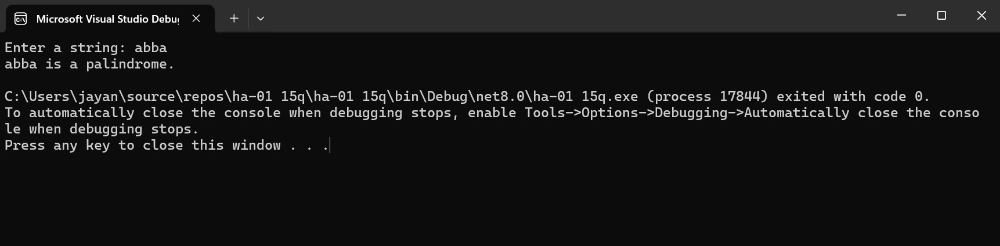 Microsoft Visual Studio Debu
Enter a string: abba
abba is a palindrome.
C:\Users\jayan\source\repos\ha-01 15q\ha-01 15q\bin\Debug\net8.0\ha-01 15q.exe (process 17844) exited with code 0.
To automatically close the console when debugging stops, enable Tools->Options->Debugging->Automatically close the conso
le when debugging stops.
Press any key to close this window . . .